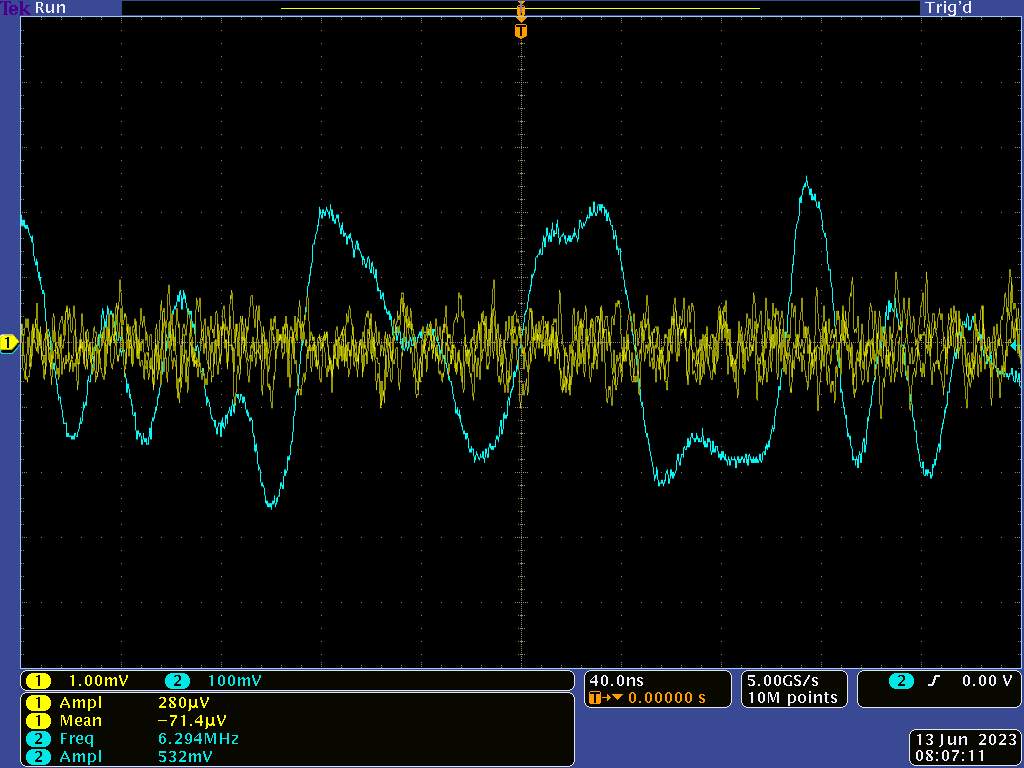 Tek Run Trig'd
T
T
1
1 1.00mV 2 100mV
40.0ns
T→▼ 0.00000 s
5.00GS/s
10M points
2 ʃ 0.00 V
1 Ampl 280µV
1 Mean −71.4µV
2 Freq 6.294MHz
2 Ampl 532mV
13 Jun 2023
08:07:11